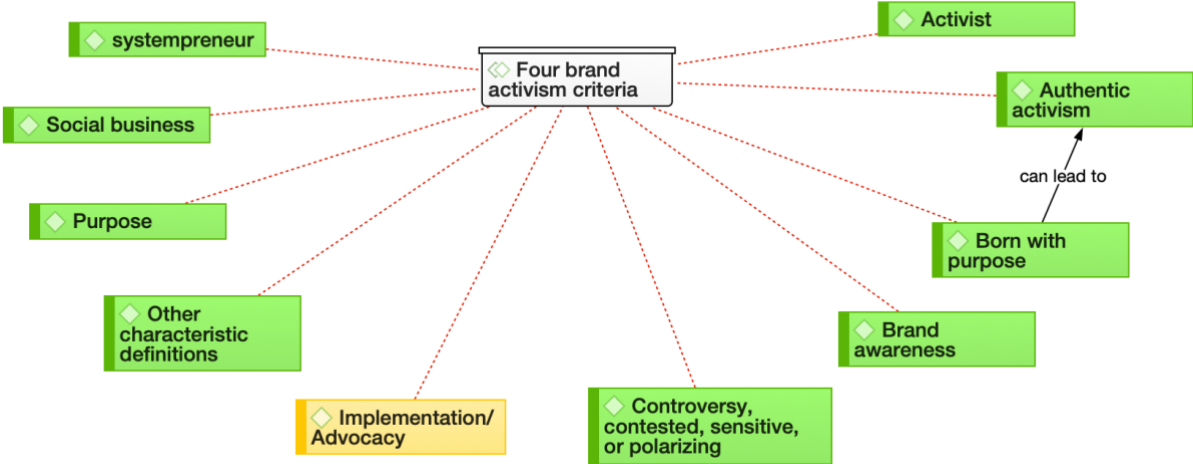 Activist
systempreneur
Four brand
activism criteria
Authentic
activism
Social business
can lead to
Purpose
Born with
purpose
Other
characteristic
definitions
Brand
awareness
Implementation/
Advocacy
Controversy,
contested, sensitive,
or polarizing